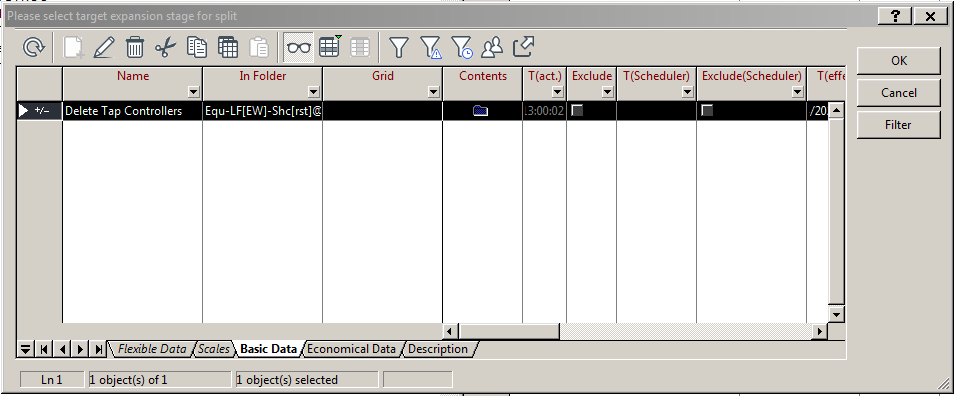 Please select target expansion stage for split
OK
Cancel
Filter
Name In Folder Grid Contents T(act.) Exclude T(Scheduler) Exclude(Scheduler) T(effe
+/− Delete Tap Controllers Equ-LF[EW]-Shc[rst]@ 3:00:02 /20
Flexible Data Scales Basic Data Economical Data Description
Ln 1 1 object(s) of 1 1 object(s) selected